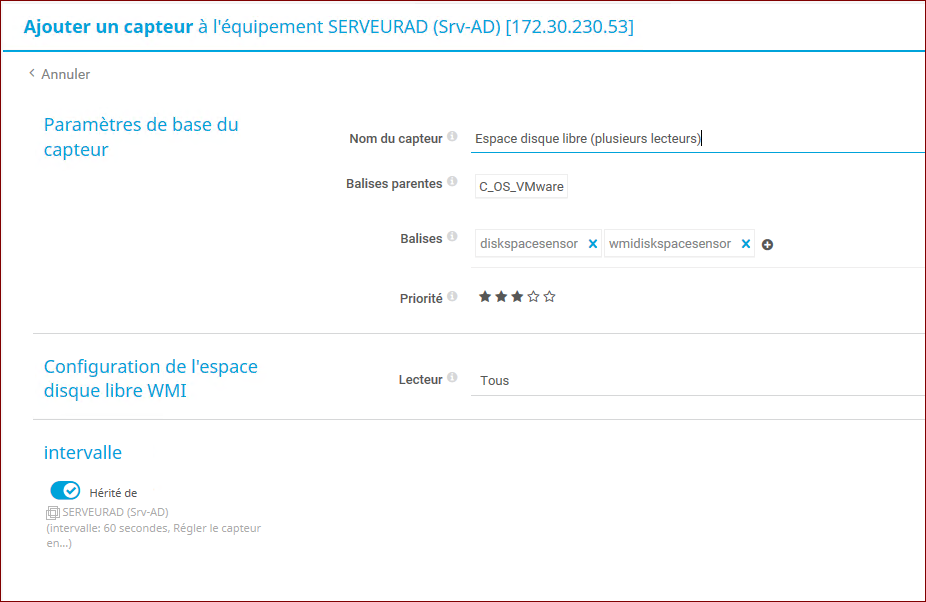 Ajouter un capteur à l'équipement SERVEURAD (Srv-AD) [172.30.230.53]
< Annuler
Paramètres de base du
capteur
Nom du capteur
Espace disque libre (plusieurs lecteurs)
Balises parentes
C_OS_VMware
Balises
diskspacesensor × wmidiskspacesensor ×
Priorité
Configuration de l'espace
disque libre WMI
Lecteur
Tous
intervalle
Hérité de
SERVEURAD (Srv-AD)
(intervalle: 60 secondes, Régler le capteur
en...)